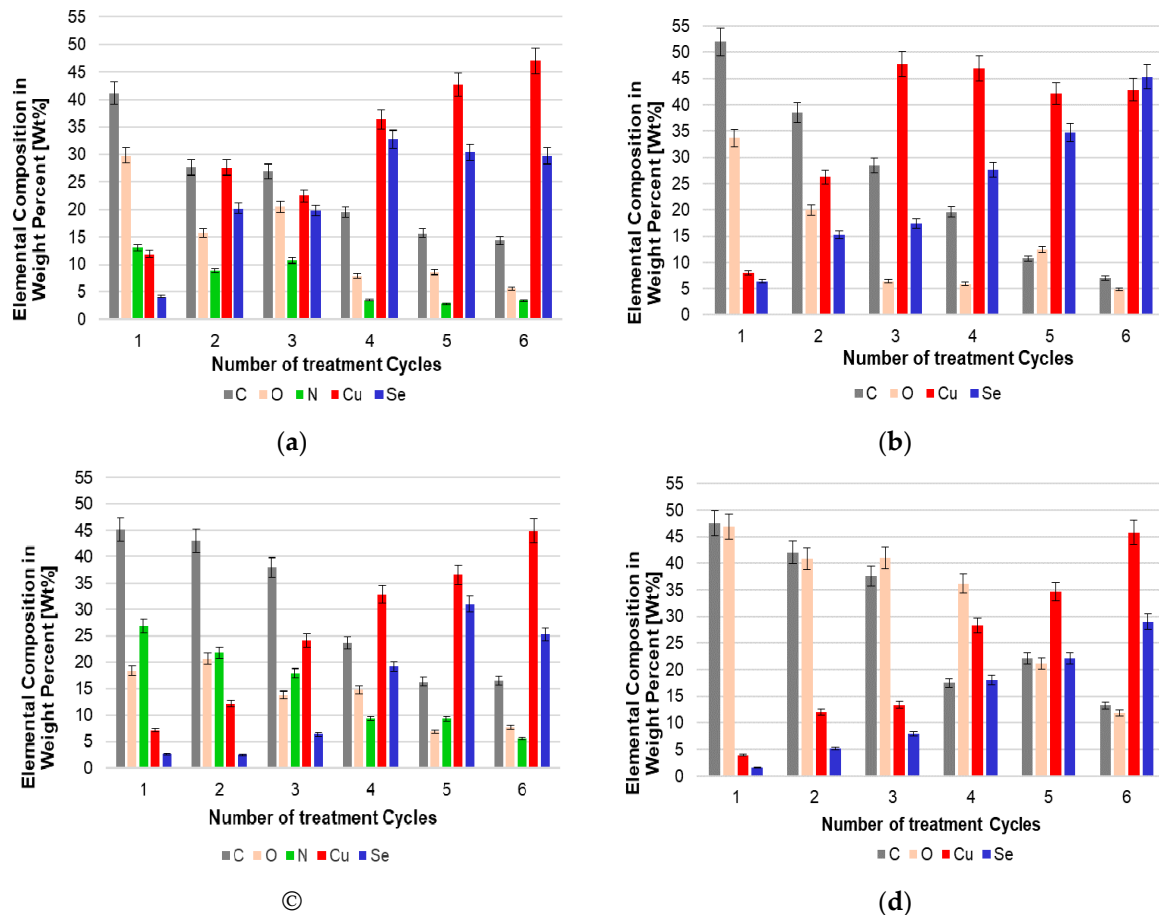 55
50
45
40
35
30
25
20
15
10
5
0
Elemental Composition in
Weight Percent [Wt%]
1 2 3 4 5 6
Number of treatment Cycles
C O N Cu Se
(a)
55
50
45
40
35
30
25
20
15
10
5
0
Elemental Composition in
Weight Percent [Wt%]
1 2 3 4 5 6
Number of treatment Cycles
C O Cu Se
(b)
55
50
45
40
35
30
25
20
15
10
5
0
Elemental Composition in
Weight Percent [Wt%]
1 2 3 4 5 6
Number of treatment Cycles
C O N Cu Se
©
55
50
45
40
35
30
25
20
15
10
5
0
Elemental Composition in
Weight Percent [Wt%]
1 2 3 4 5 6
Number of treatment Cycles
C O Cu Se
(d)